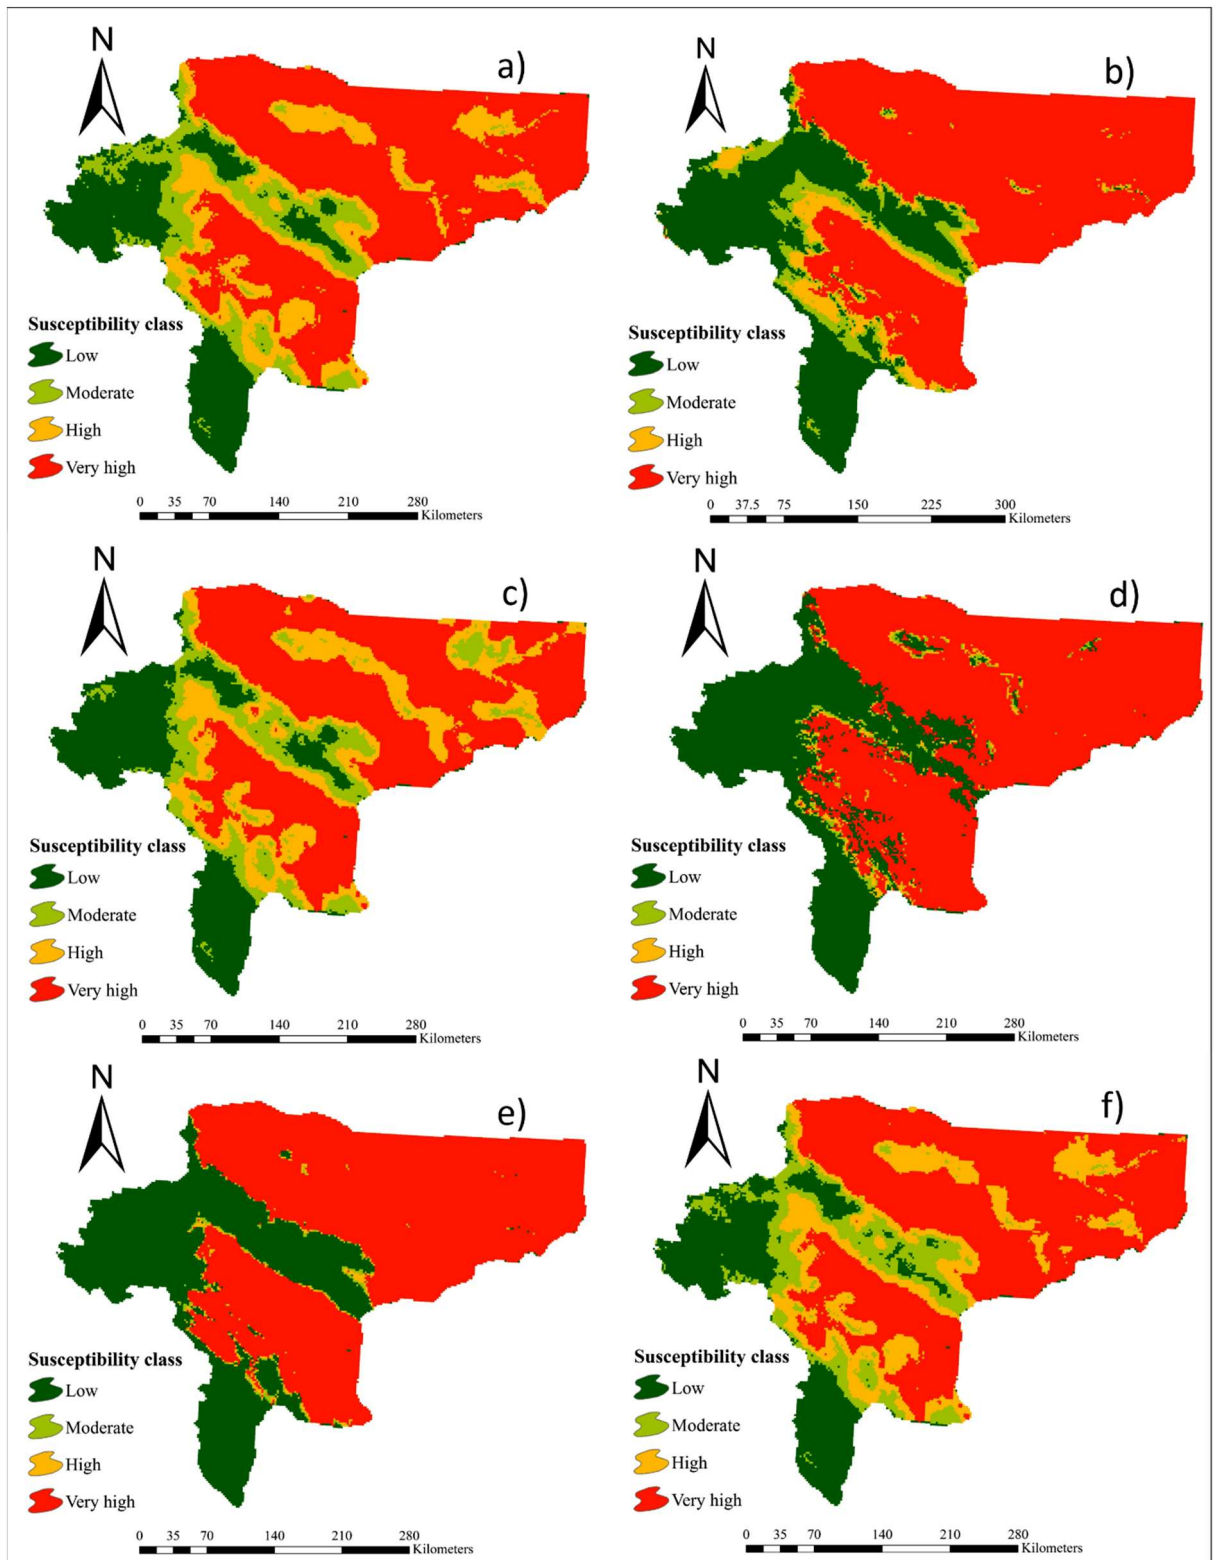 N
a)
Susceptibility class
Low
Moderate
High
Very high
0 35 70 140 210 280
Kilometers
N
b)
Susceptibility class
Low
Moderate
High
Very high
0 37.5 75 150 225 300
Kilometers
N
c)
Susceptibility class
Low
Moderate
High
Very high
0 35 70 140 210 280
Kilometers
N
d)
Susceptibility class
Low
Moderate
High
Very high
0 35 70 140 210 280
Kilometers
N
e)
Susceptibility class
Low
Moderate
High
Very high
0 35 70 140 210 280
Kilometers
N
f)
Susceptibility class
Low
Moderate
High
Very high
0 35 70 140 210 280
Kilometers